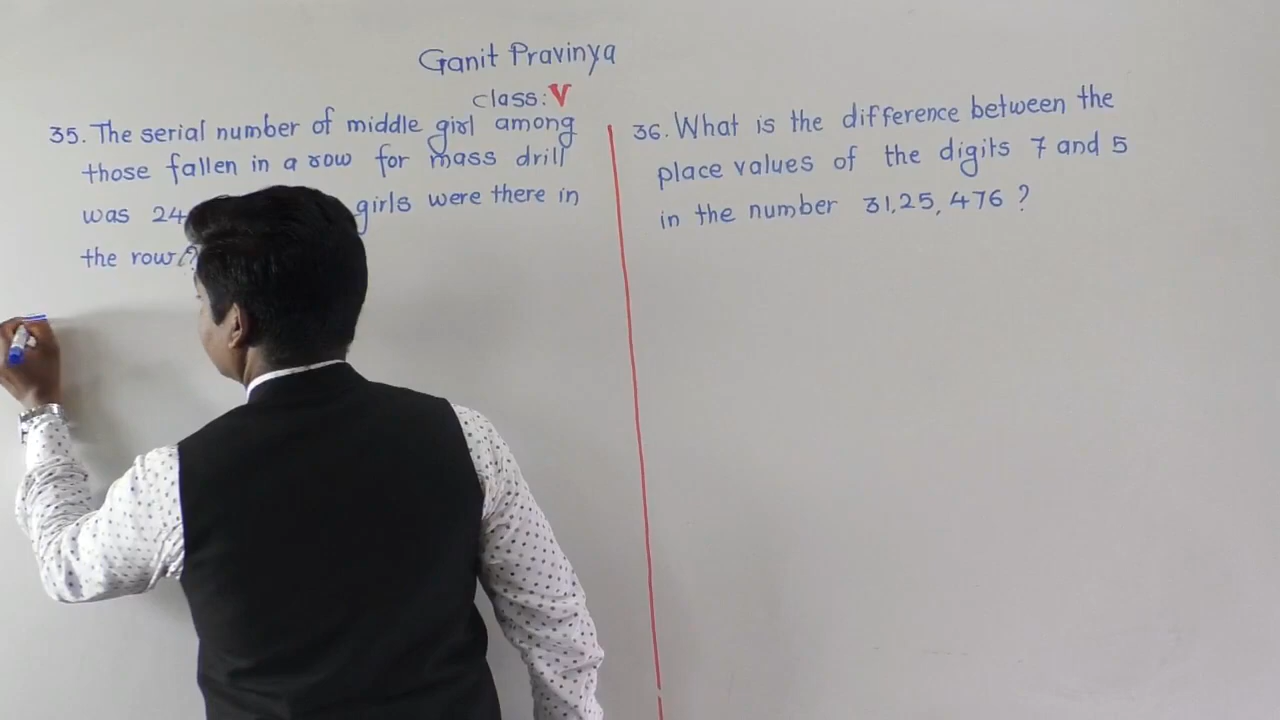 Ganit Pravinya
class: V
35. The serial number of middle girl among
those fallen in a row for mass drill
was 24 girls were there in
the row?
36. What is the difference between the
place values of the digits 7 and 5
in the number 31,25,476 ?